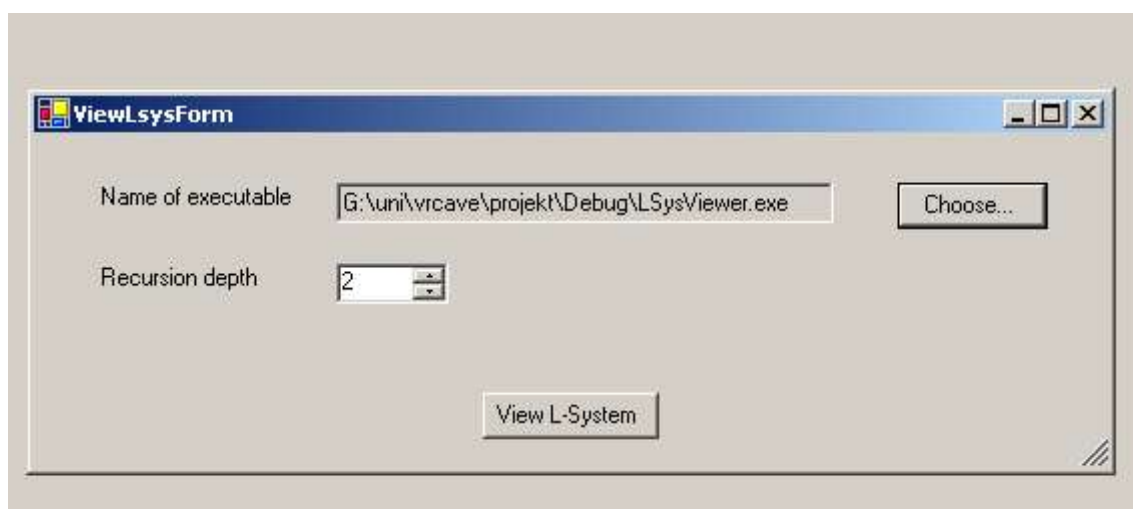 ViewLsysForm
Name of executable G:\uni\vrcave\projekt\Debug\LSysViewer.exe Choose...
Recursion depth 2
View L-System